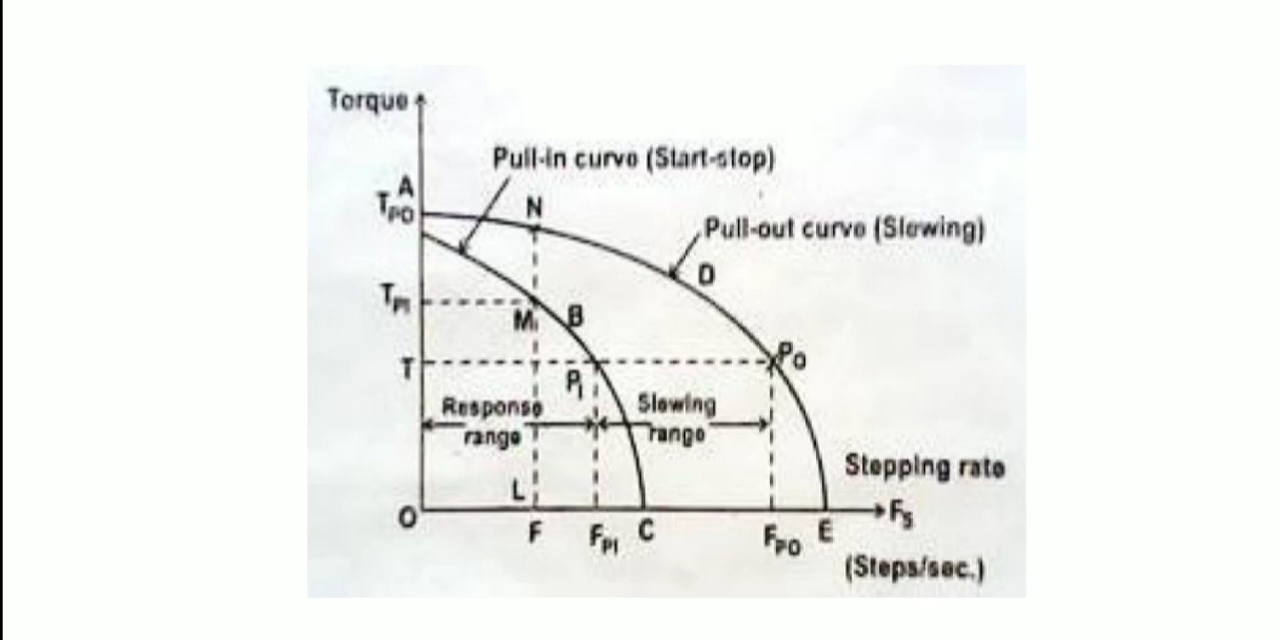 Torque
Pull-in curve (Start-stop)
A
TPO
N
Pull-out curve (Slewing)
D
TPI
M
B
T
PO
PI
Response
range
Slewing
range
Stepping rate
L
O
F
FPI
C
FPO
E
FS
(Steps/sec.)